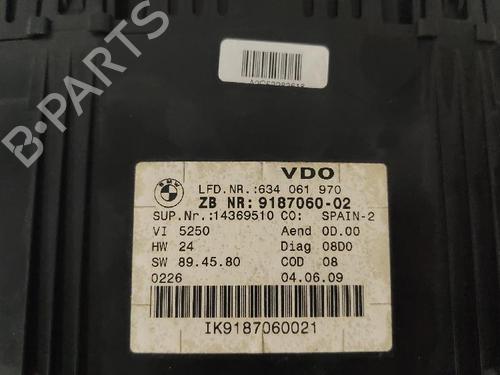 B-PARTS
VDO
BMW
LFD.NR.:634 061 970
ZB NR: 9187060-02
SUP.Nr.:14369510 CO: SPAIN-2
VI 5250 Aend 0D.00
HW 24 Diag 08D0
SW 89.45.80 COD 08
0226 04.06.09
IK9187060021